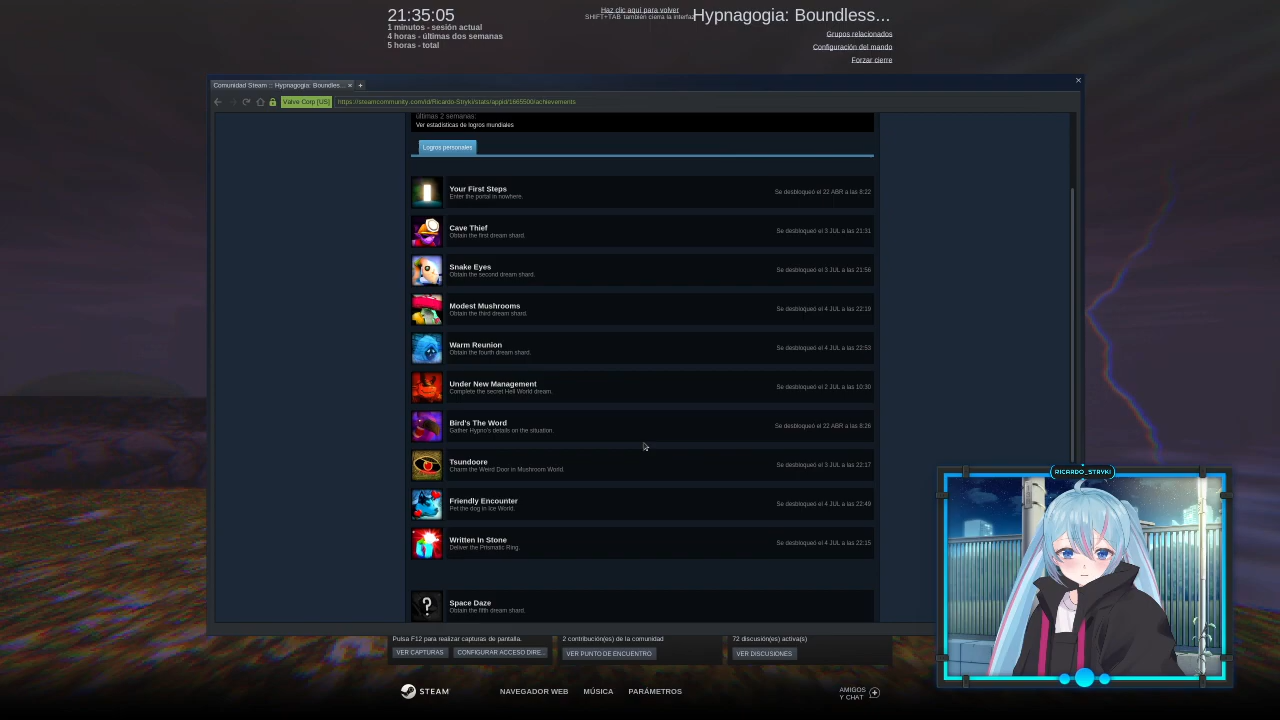 21:35:05
1 minutos - sesión actual
4 horas - últimas dos semanas
5 horas - total
Haz clic aquí para volver
SHIFT+TAB también cierra la interfaz
Hypnagogia: Boundless...
Grupos relacionados
Configuración del mando
Forzar cierre
Comunidad Steam :: Hypnagogia: Boundless... × +
Valve Corp [US]
https://steamcommunity.com/id/Ricardo-Stryki/stats/appid/1665500/achievements
últimas 2 semanas:
Ver estadísticas de logros mundiales
Logros personales
Your First Steps
Enter the portal in nowhere.
Se desbloqueó el 22 ABR a las 8:22
Cave Thief
Obtain the first dream shard.
Se desbloqueó el 3 JUL a las 21:31
Snake Eyes
Obtain the second dream shard.
Se desbloqueó el 3 JUL a las 21:56
Modest Mushrooms
Obtain the third dream shard.
Se desbloqueó el 4 JUL a las 22:19
Warm Reunion
Obtain the fourth dream shard.
Se desbloqueó el 4 JUL a las 22:53
Under New Management
Complete the secret Hell World dream.
Se desbloqueó el 2 JUL a las 10:30
Bird's The Word
Gather Hypno's details on the situation.
Se desbloqueó el 22 ABR a las 8:26
Tsundoore
Charm the Weird Door in Mushroom World.
Se desbloqueó el 3 JUL a las 22:17
Friendly Encounter
Pet the dog in Ice World.
Se desbloqueó el 4 JUL a las 22:49
Written In Stone
Deliver the Prismatic Ring.
Se desbloqueó el 4 JUL a las 22:15
?
Space Daze
Obtain the fifth dream shard.
RICARDO_STRYKI
Pulsa F12 para realizar capturas de pantalla.
VER CAPTURAS
CONFIGURAR ACCESO DIRE...
2 contribución(es) de la comunidad
VER PUNTO DE ENCUENTRO
72 discusión(es) activa(s)
VER DISCUSIONES
STEAM
NAVEGADOR WEB
MÚSICA
PARÁMETROS
AMIGOS
Y CHAT